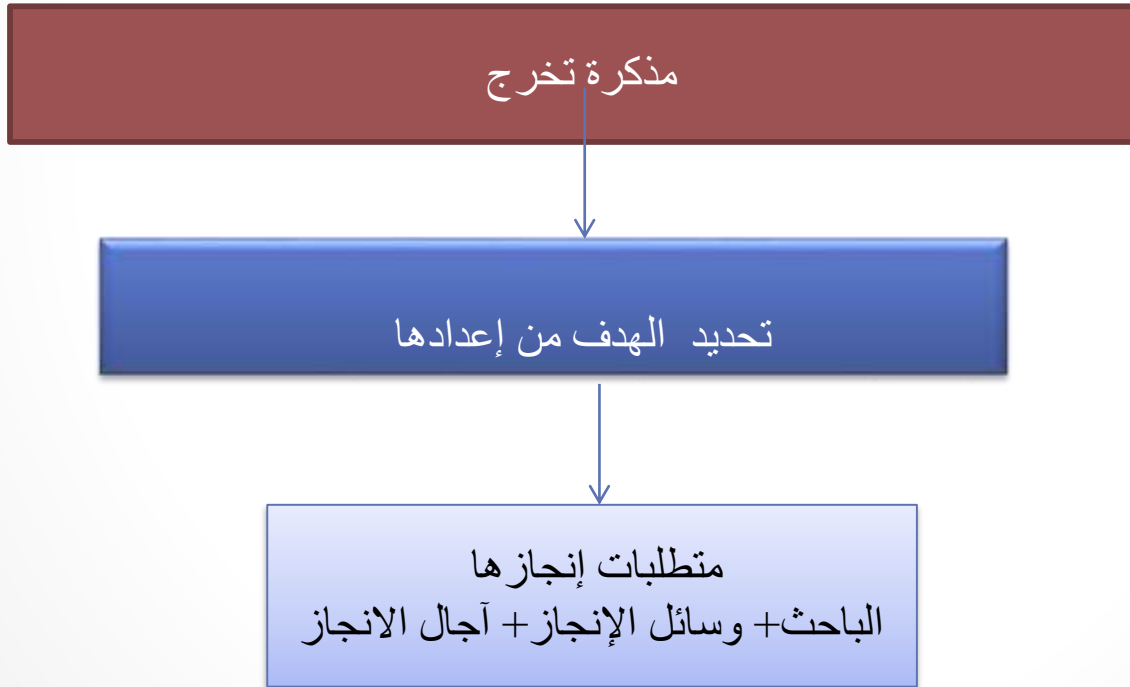 مذكرة تخرج
تحديد الهدف من إعدادها
متطلبات إنجازها
الباحث+ وسائل الإنجاز+ آجال الانجاز